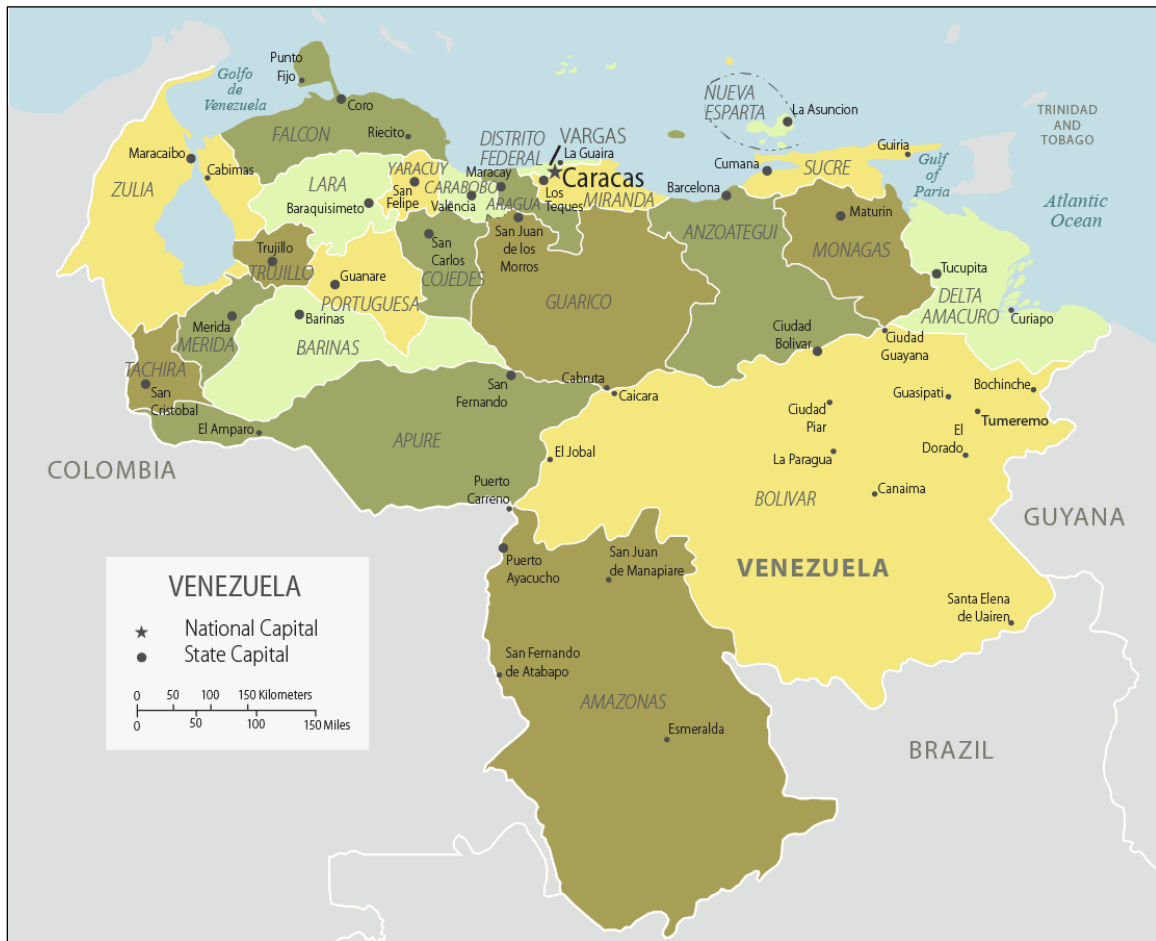 Punto
Fijo
Golfo
de
Venezuela
Coro
FALCON
Riecito
NUEVA
ESPARTA
La Asuncion
TRINIDAD
AND
TOBAGO
DISTRITO
FEDERAL
VARGAS
La Guaira
Caracas
Maracaibo
Cabimas
ZULIA
LARA
Baraquisimeto
YARACUY
San
Felipe
CARABOBO
Valencia
Maracay
ARAGUA
Los
Teques
MIRANDA
Barcelona
Cumana
SUCRE
Guiria
Gulf
of
Paria
Atlantic
Ocean
Trujillo
TRUJILLO
Guanare
PORTUGUESA
San
Carlos
COJEDES
San Juan
de los
Morros
GUARICO
ANZOATEGUI
Maturin
MONAGAS
Tucupita
DELTA
AMACURO
Curiapo
Merida
MERIDA
Barinas
BARINAS
TACHIRA
San
Cristobal
El Amparo
San
Fernando
APURE
Cabruta
Caicara
Ciudad
Bolivar
Ciudad
Guayana
Guasipati
Bochinche
Tumeremo
Ciudad
Piar
El
Dorado
La Paragua
El Jobal
Canaima
BOLIVAR
COLOMBIA
Puerto
Carreno
GUYANA
Puerto
Ayacucho
San Juan
de Manapiare
VENEZUELA
Santa Elena
de Uairen
San Fernando
de Atabapo
AMAZONAS
Esmeralda
BRAZIL
VENEZUELA
National Capital
State Capital
0 50 100 150 Kilometers
0 50 100 150 Miles